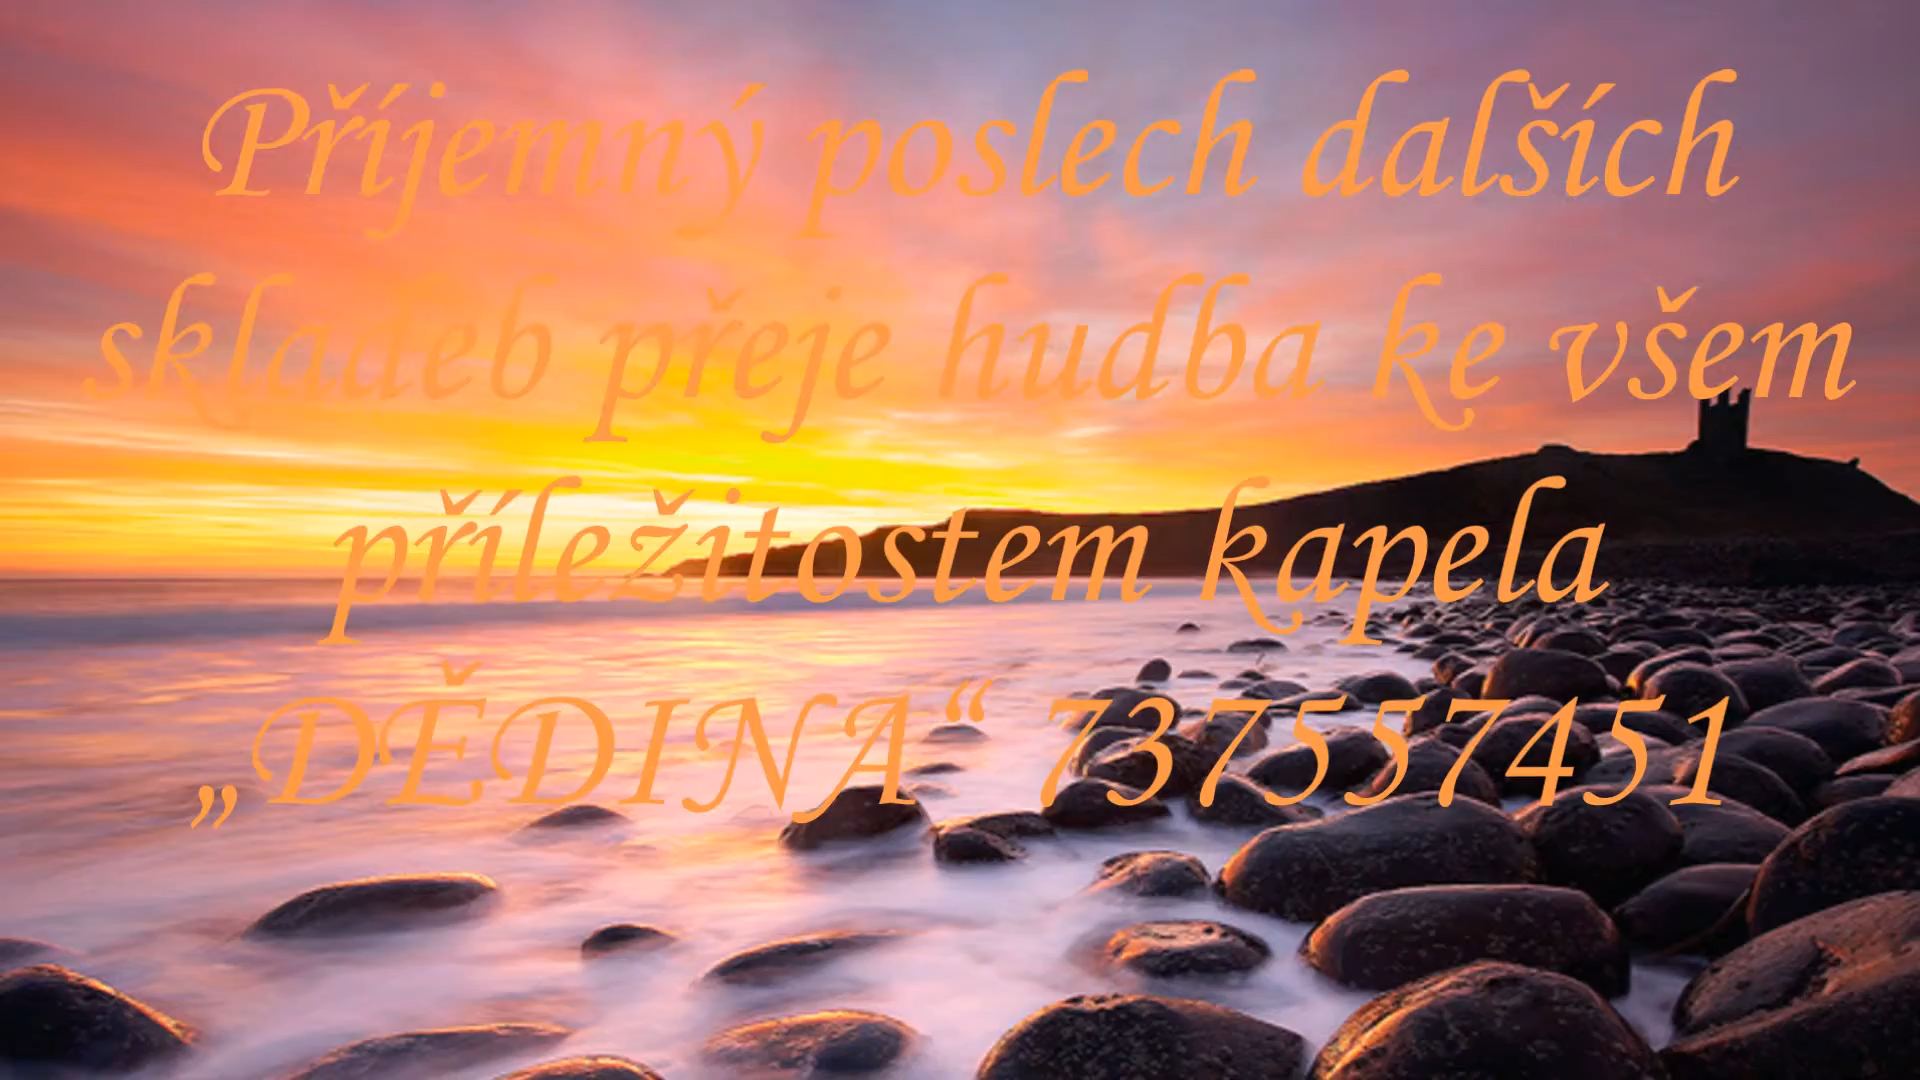 Příjemný poslech dalších
skladeb přeje hudba ke všem
příležitostem kapela
„DĚDINA“ 737557451